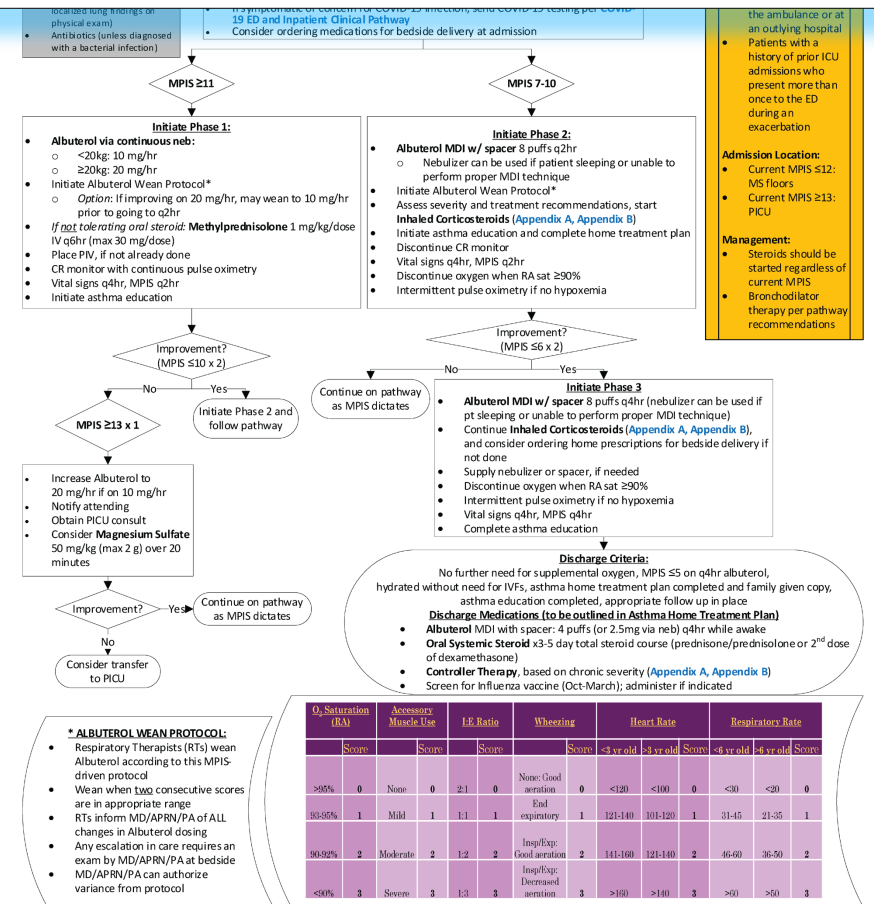 localized lung findings on
physical exam)
• Antibiotics (unless diagnosed
with a bacterial infection)
19 ED and Inpatient Clinical Pathway
• Consider ordering medications for bedside delivery at admission
the ambulance or at
an outlying hospital
• Patients with a
history of prior ICU
admissions who
present more than
once to the ED
during an
exacerbation
Admission Location:
• Current MPIS ≤12:
MS floors
• Current MPIS ≥13:
PICU
Management:
• Steroids should be
started regardless of
current MPIS
• Bronchodilator
therapy per pathway
recommendations
MPIS ≥11
MPIS 7-10
Initiate Phase 1:
• Albuterol via continuous neb:
o <20kg: 10 mg/hr
o ≥20kg: 20 mg/hr
• Initiate Albuterol Wean Protocol*
o Option: If improving on 20 mg/hr, may wean to 10 mg/hr
prior to going to q2hr
• If not tolerating oral steroid: Methylprednisolone 1 mg/kg/dose
IV q6hr (max 30 mg/dose)
• Place PIV, if not already done
• CR monitor with continuous pulse oximetry
• Vital signs q4hr, MPIS q2hr
• Initiate asthma education
Initiate Phase 2:
• Albuterol MDI w/ spacer 8 puffs q2hr
o Nebulizer can be used if patient sleeping or unable to
perform proper MDI technique
• Initiate Albuterol Wean Protocol*
• Assess severity and treatment recommendations, start
Inhaled Corticosteroids (Appendix A, Appendix B)
• Initiate asthma education and complete home treatment plan
• Discontinue CR monitor
• Vital signs q4hr, MPIS q2hr
• Discontinue oxygen when RA sat ≥90%
• Intermittent pulse oximetry if no hypoxemia
Improvement?
(MPIS ≤10 x 2)
No
Yes
Initiate Phase 2 and
follow pathway
MPIS ≥13 x 1
• Increase Albuterol to
20 mg/hr if on 10 mg/hr
• Notify attending
• Obtain PICU consult
• Consider Magnesium Sulfate
50 mg/kg (max 2 g) over 20
minutes
Improvement?
Yes
Continue on pathway
as MPIS dictates
No
Consider transfer
to PICU
Improvement?
(MPIS ≤6 x 2)
No
Yes
Continue on pathway
as MPIS dictates
Initiate Phase 3
• Albuterol MDI w/ spacer 8 puffs q4hr (nebulizer can be used if
pt sleeping or unable to perform proper MDI technique)
• Continue Inhaled Corticosteroids (Appendix A, Appendix B),
and consider ordering home prescriptions for bedside delivery if
not done
• Supply nebulizer or spacer, if needed
• Discontinue oxygen when RA sat ≥90%
• Intermittent pulse oximetry if no hypoxemia
• Vital signs q4hr, MPIS q4hr
• Complete asthma education
Discharge Criteria:
No further need for supplemental oxygen, MPIS ≤5 on q4hr albuterol,
hydrated without need for IVFs, asthma home treatment plan completed and family given copy,
asthma education completed, appropriate follow up in place
Discharge Medications (to be outlined in Asthma Home Treatment Plan)
• Albuterol MDI with spacer: 4 puffs (or 2.5mg via neb) q4hr while awake
• Oral Systemic Steroid x3-5 day total steroid course (prednisone/prednisolone or 2nd dose
of dexamethasone)
• Controller Therapy, based on chronic severity (Appendix A, Appendix B)
• Screen for Influenza vaccine (Oct-March); administer if indicated
* ALBUTEROL WEAN PROTOCOL:
• Respiratory Therapists (RTs) wean
Albuterol according to this MPIS-
driven protocol
• Wean when two consecutive scores
are in appropriate range
• RTs inform MD/APRN/PA of ALL
changes in Albuterol dosing
• Any escalation in care requires an
exam by MD/APRN/PA at bedside
• MD/APRN/PA can authorize
variance from protocol
O2 Saturation (RA) Accessory Muscle Use I:E Ratio Wheezing Heart Rate Respiratory Rate
Score Score Score Score <3 yr old >3 yr old Score <6 yr old >6 yr old Score
>95% 0 None 0 2:1 0 None: Good aeration 0 <120 <100 0 <30 <20 0
93-95% 1 Mild 1 1:1 1 End expiratory 1 121-140 101-120 1 31-45 21-35 1
90-92% 2 Moderate 2 1:2 2 Insp/Exp: Good aeration 2 141-160 121-140 2 46-60 36-50 2
<90% 3 Severe 3 1:3 3 Insp/Exp: Decreased aeration 3 >160 >140 3 >60 >50 3